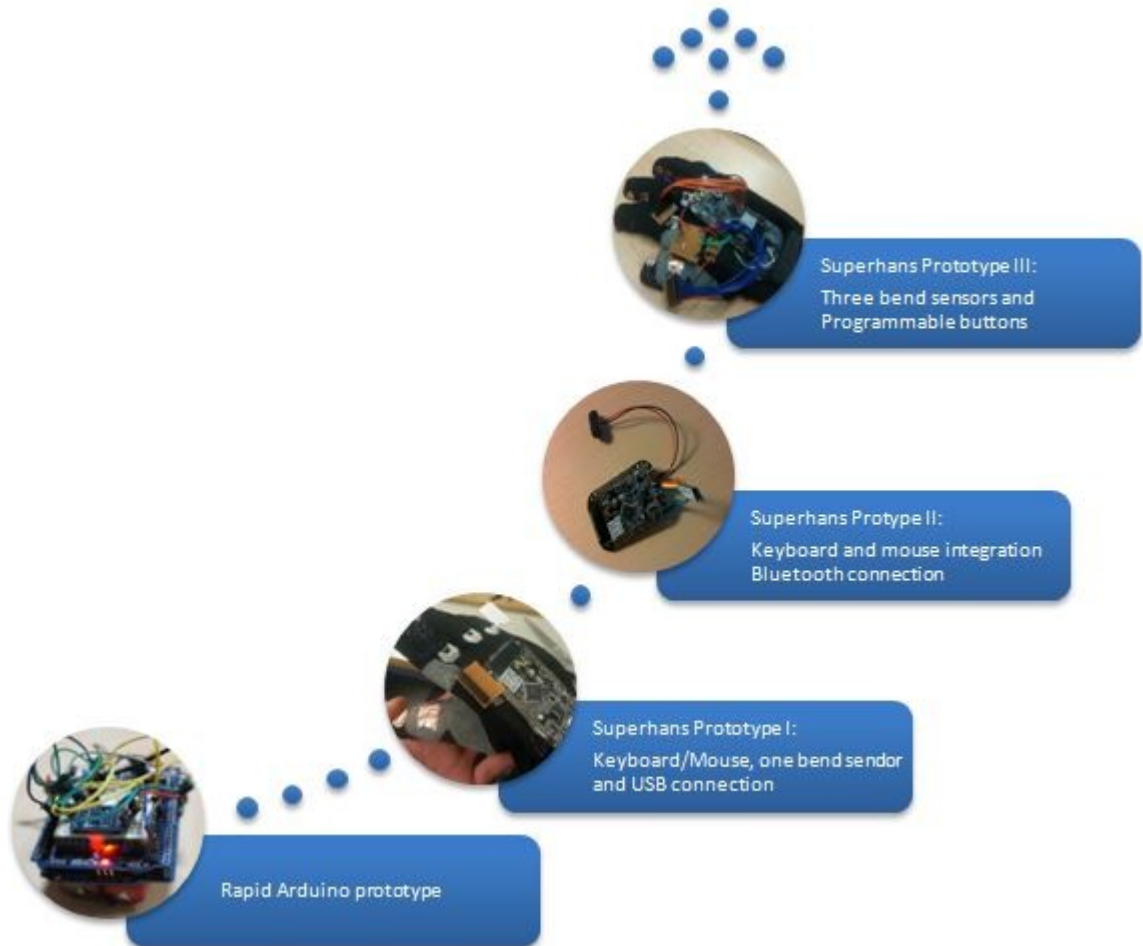 Superhans Prototype III:
Three bend sensors and
Programmable buttons
Superhans Protype II:
Keyboard and mouse integration
Bluetooth connection
Superhans Prototype I:
Keyboard/Mouse, one bend sendor
and USB connection
Rapid Arduino prototype